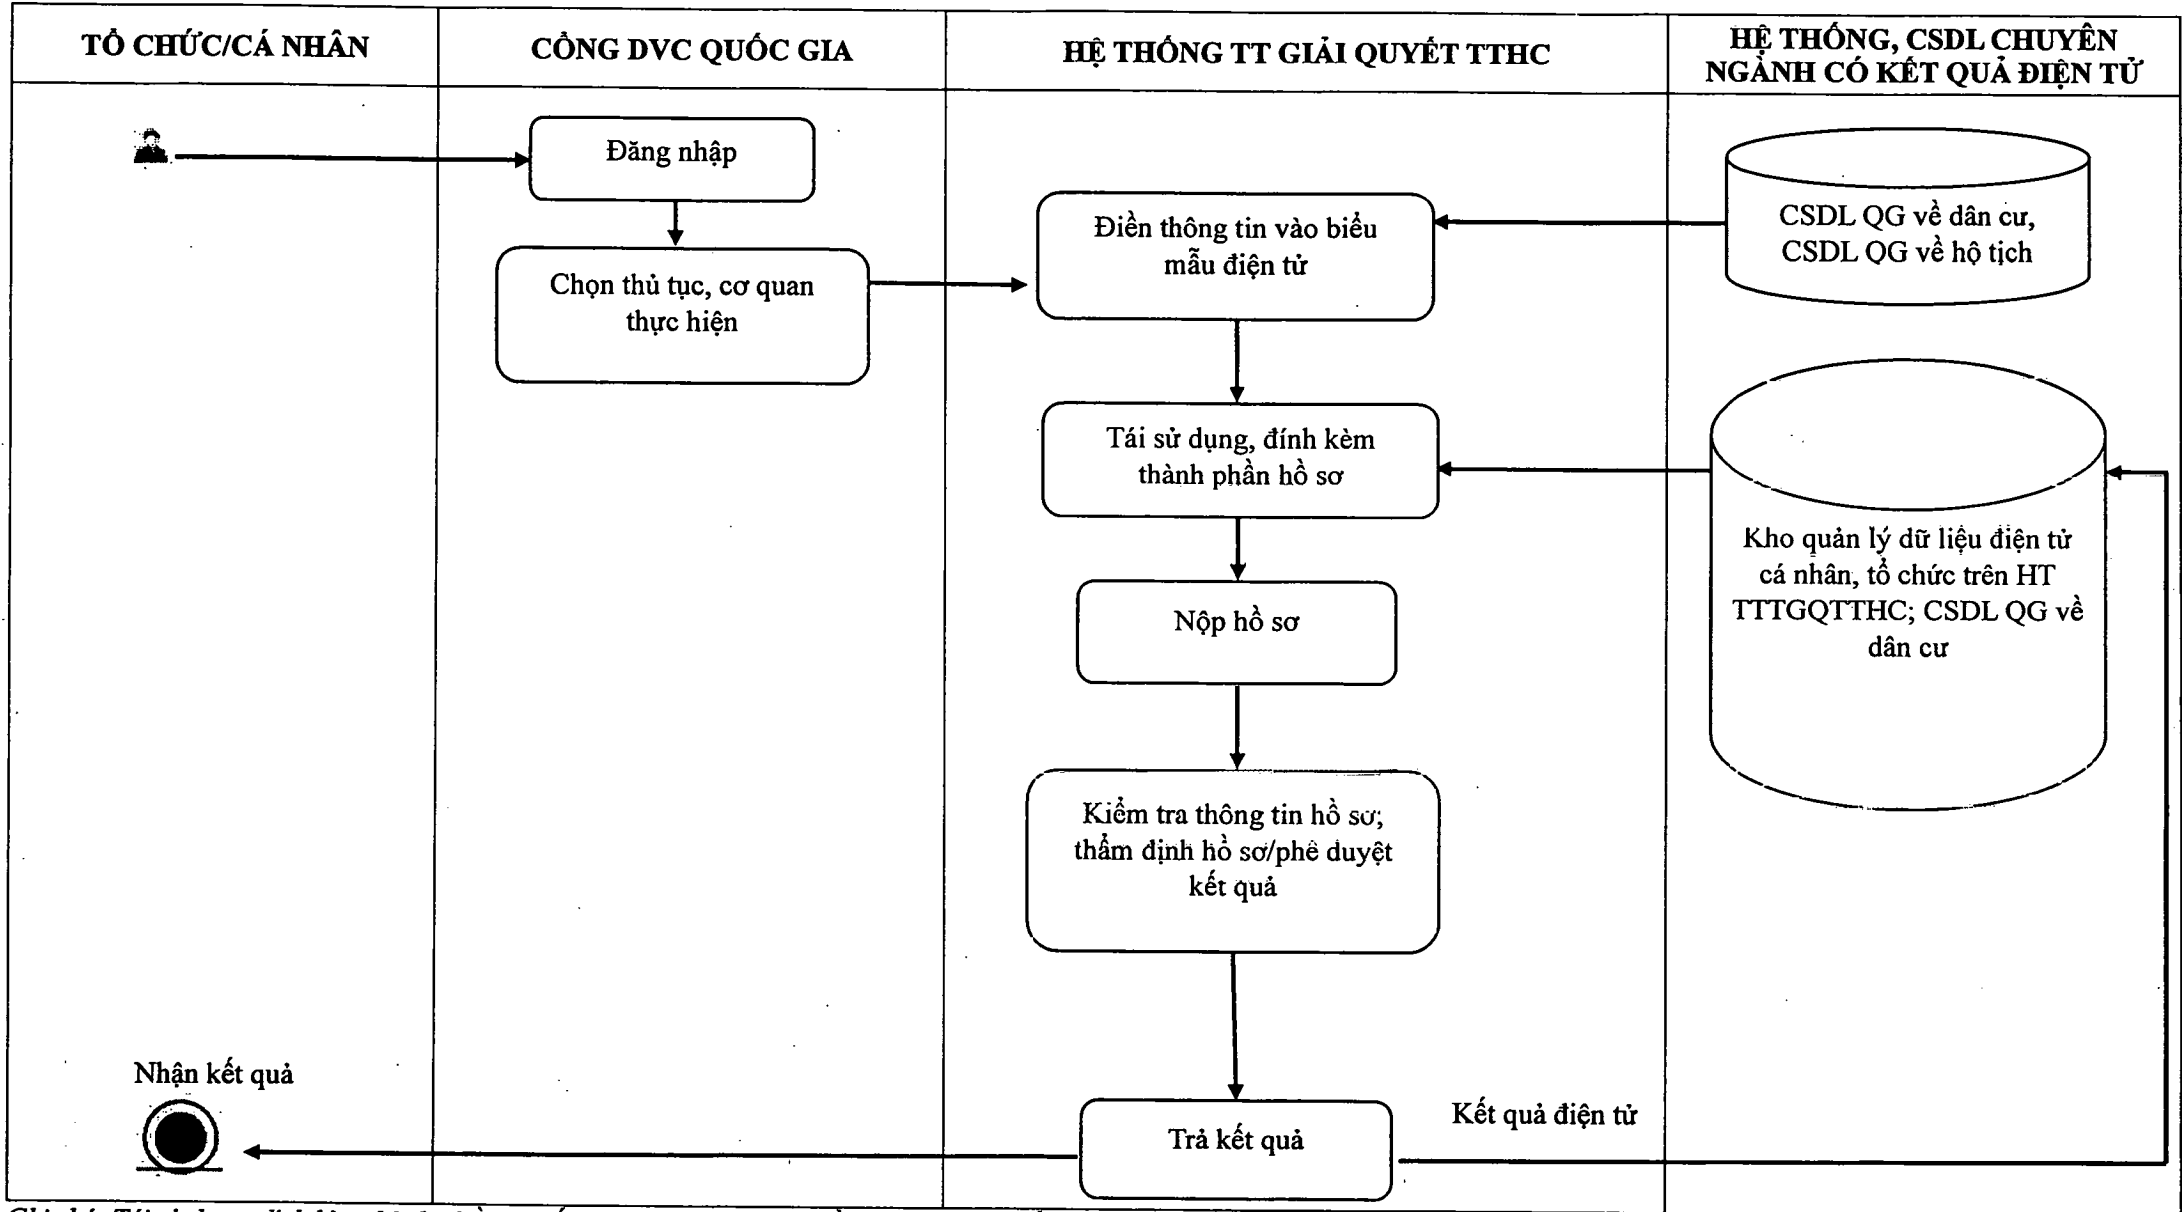 TỔ CHỨC/CÁ NHÂN
CỔNG DVC QUỐC GIA
HỆ THỐNG TT GIẢI QUYẾT TTHC
HỆ THỐNG, CSDL CHUYÊN
NGÀNH CÓ KẾT QUẢ ĐIỆN TỬ
Đăng nhập
Chọn thủ tục, cơ quan
thực hiện
Điền thông tin vào biểu
mẫu điện tử
CSDL QG về dân cư,
CSDL QG về hộ tịch
Tái sử dụng, đính kèm
thành phần hồ sơ
Kho quản lý dữ liệu điện tử
cá nhân, tổ chức trên HT
TTTGQTTHC; CSDL QG về
dân cư
Nộp hồ sơ
Kiểm tra thông tin hồ sơ;
thẩm định hồ sơ/phê duyệt
kết quả
Nhận kết quả
Trả kết quả
Kết quả điện tử